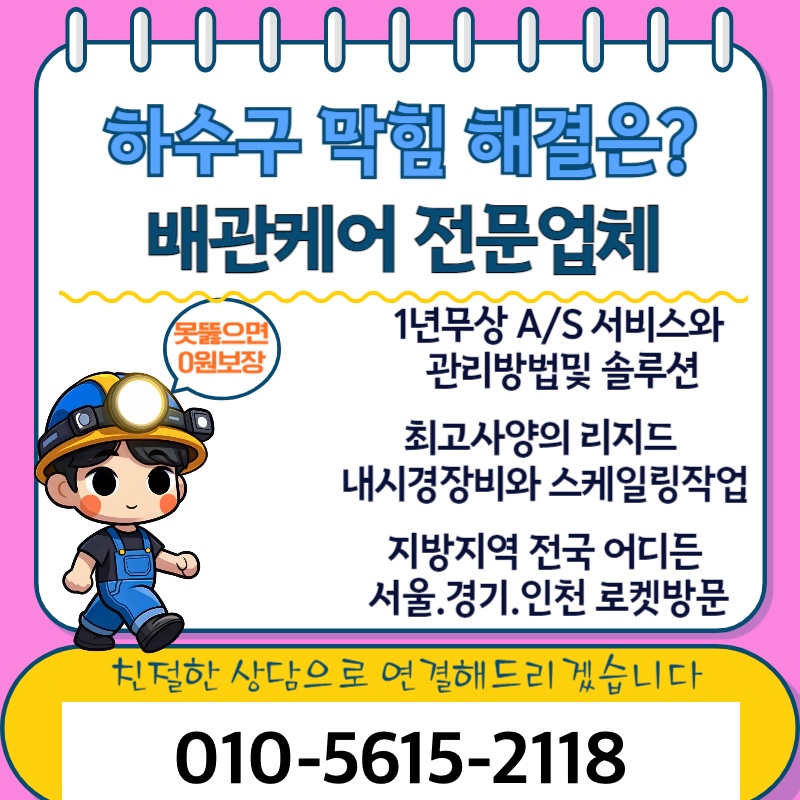 하수구 막힘 해결은?
배관케어 전문업체
못뚫으면
0원보장
1년무상 A/S 서비스와
관리방법및 솔루션
최고사양의 리지드
내시경장비와 스케일링작업
지방지역 전국 어디든
서울.경기.인천 로켓방문
친절한 상담으로 연결해드리겠습니다
010-5615-2118